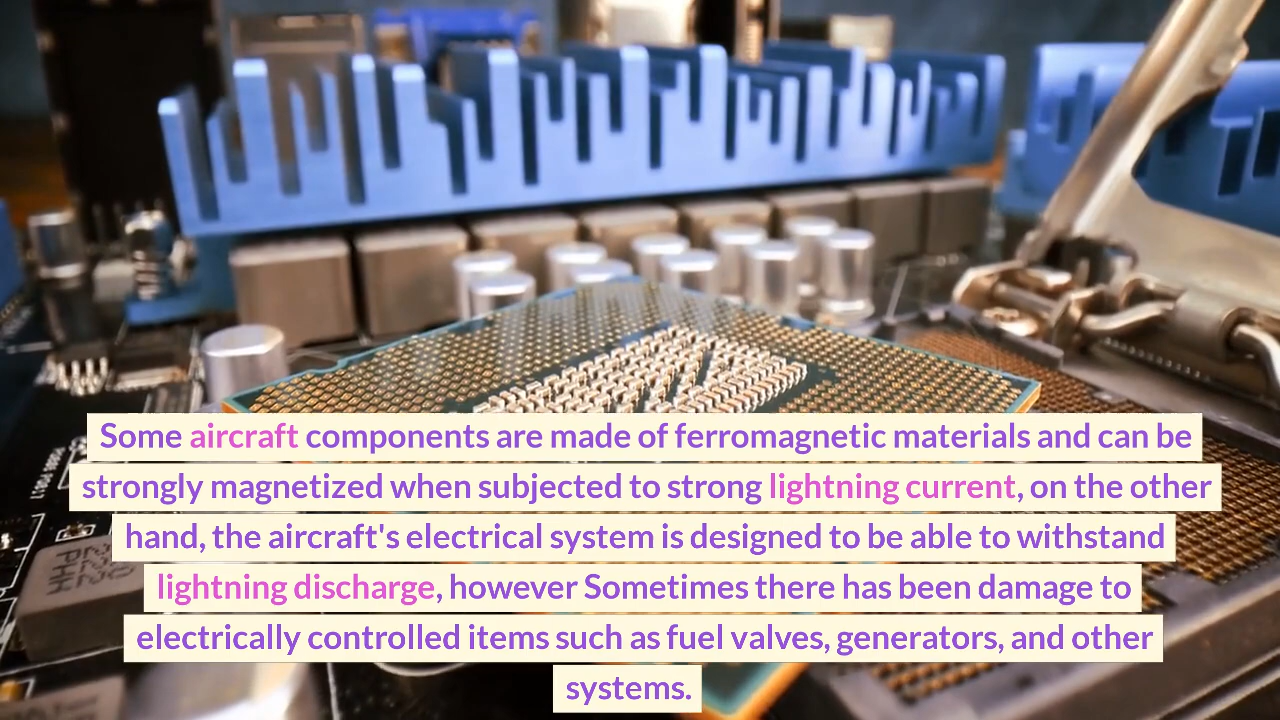 Some aircraft components are made of ferromagnetic materials and can be
strongly magnetized when subjected to strong lightning current, on the other
hand, the aircraft's electrical system is designed to be able to withstand
lightning discharge, however Sometimes there has been damage to
electrically controlled items such as fuel valves, generators, and other
systems.